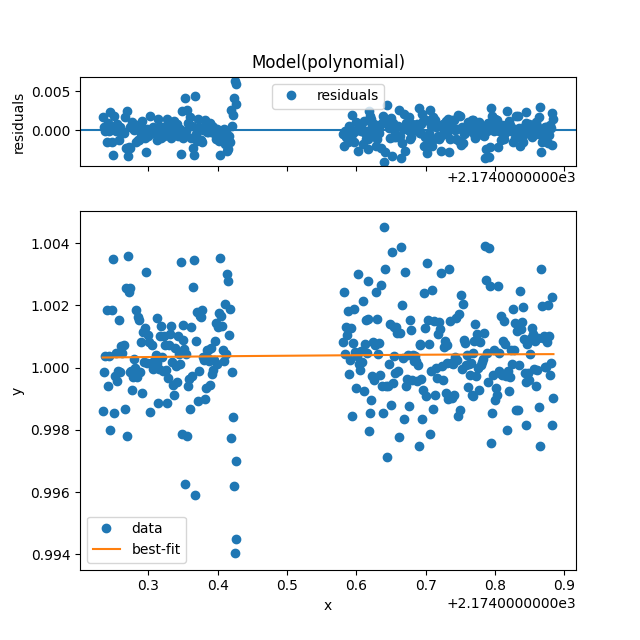 Model(polynomial)
residuals
0.005
0.000
residuals
+2.1740000000e3
y
1.004
1.002
1.000
0.998
0.996
0.994
data
best-fit
0.3 0.4 0.5 0.6 0.7 0.8 0.9
x
+2.1740000000e3